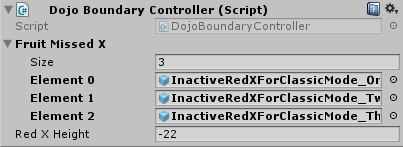 Dojo Boundary Controller (Script)
Script DojoBoundaryController
Fruit Missed X
Size 3
Element 0 InactiveRedXForClassicMode_Or
Element 1 InactiveRedXForClassicMode_Tw
Element 2 InactiveRedXForClassicMode_Th
Red X Height -22